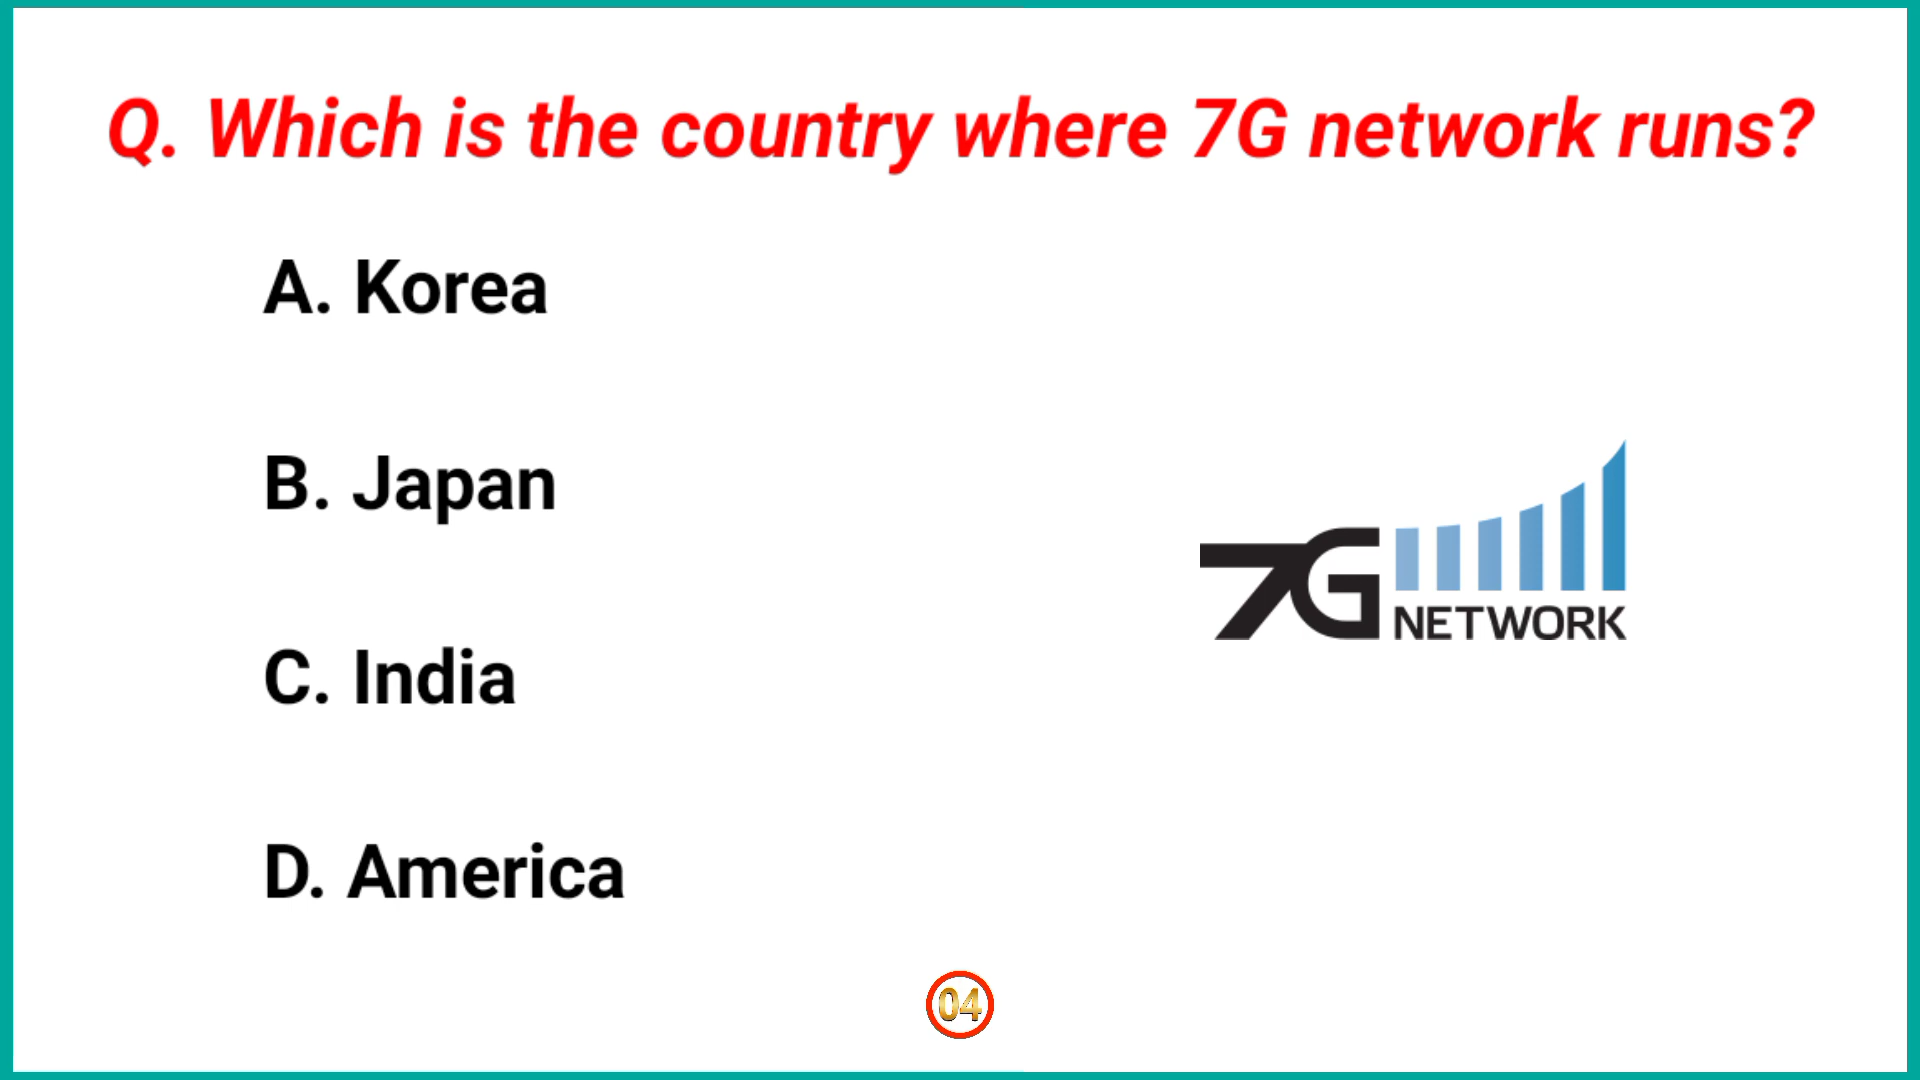 Q. Which is the country where 7G network runs?
A. Korea
B. Japan
7G NETWORK
C. India
D. America
04